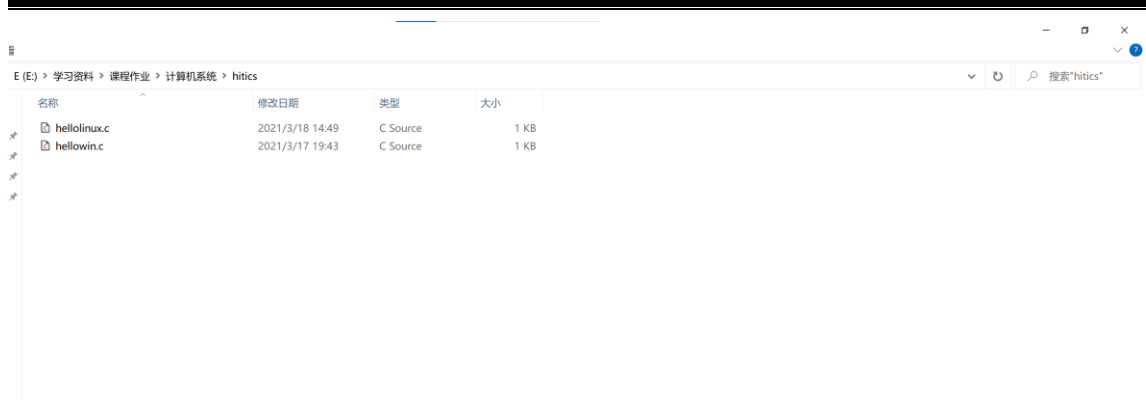 看
E (E:) > 学习资料 > 课程作业 > 计算机系统 > hitics
搜索"hitics"
名称 修改日期 类型 大小
hellolinux.c 2021/3/18 14:49 C Source 1 KB
hellowin.c 2021/3/17 19:43 C Source 1 KB